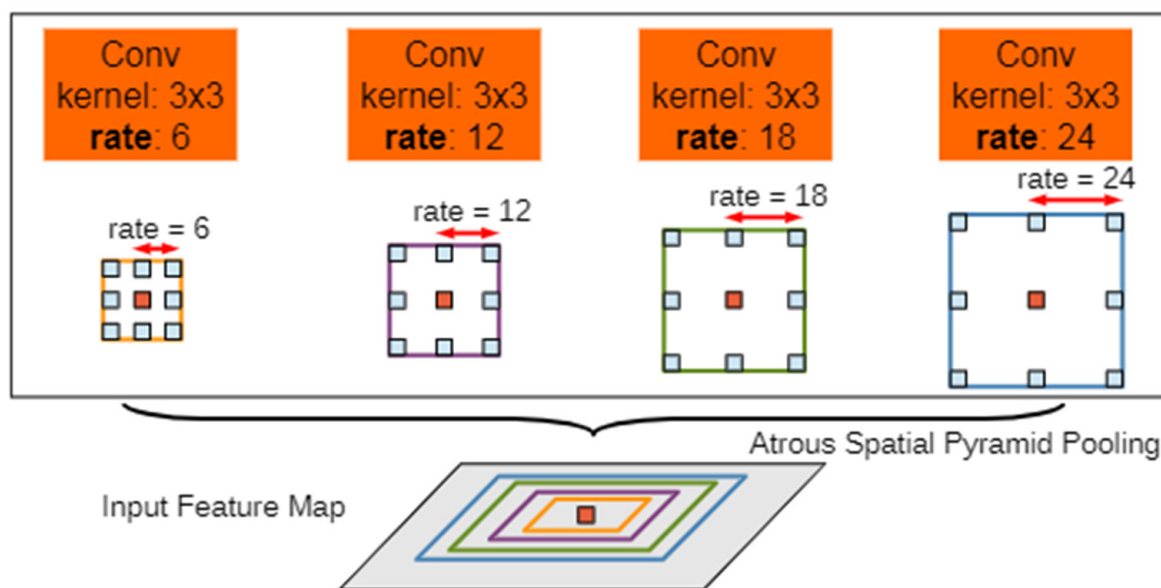 Conv
kernel: 3x3
rate: 6
Conv
kernel: 3x3
rate: 12
Conv
kernel: 3x3
rate: 18
Conv
kernel: 3x3
rate: 24
rate = 6
rate = 12
rate = 18
rate = 24
Atrous Spatial Pyramid Pooling
Input Feature Map